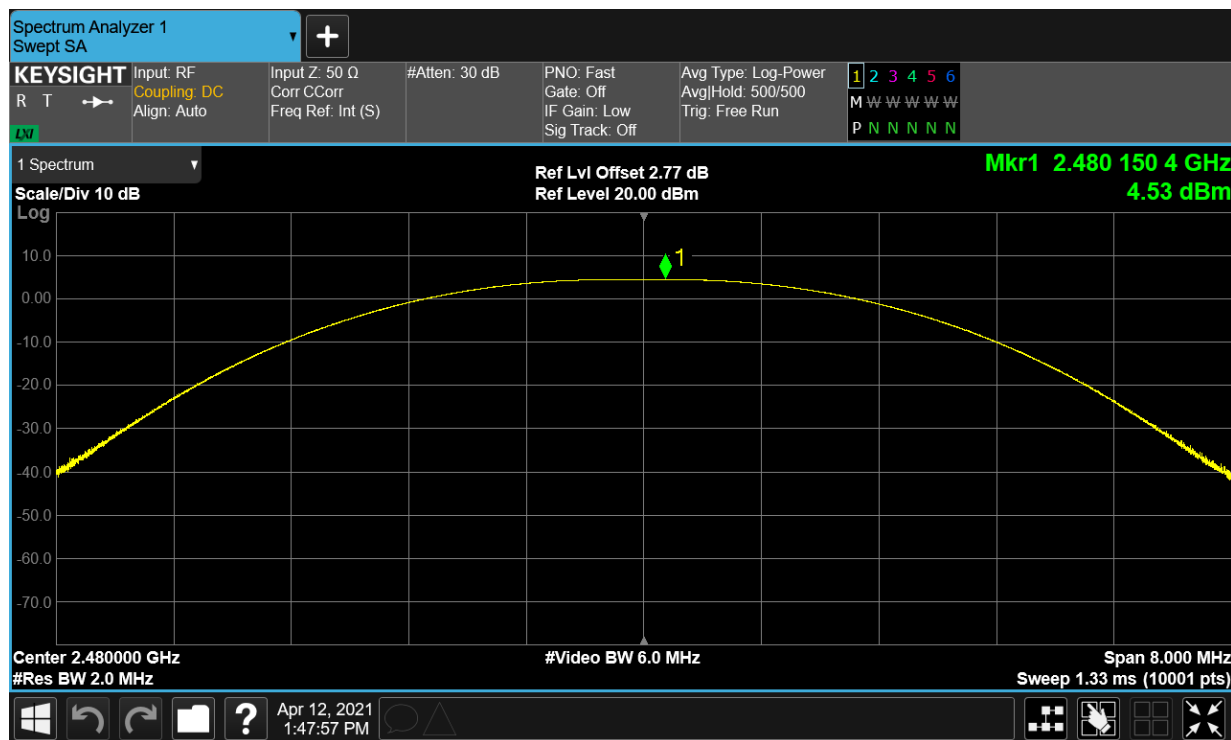 Spectrum Analyzer 1
Swept SA
+
KEYSIGHT
R T
LXI
Input: RF
Coupling: DC
Align: Auto
Input Z: 50 Ω
Corr CCorr
Freq Ref: Int (S)
#Atten: 30 dB
PNO: Fast
Gate: Off
IF Gain: Low
Sig Track: Off
Avg Type: Log-Power
Avg|Hold: 500/500
Trig: Free Run
1 2 3 4 5 6
M W W W W W
P N N N N N
1 Spectrum
Scale/Div 10 dB
Log
Ref Lvl Offset 2.77 dB
Ref Level 20.00 dBm
Mkr1 2.480 150 4 GHz
4.53 dBm
1
10.0
0.00
-10.0
-20.0
-30.0
-40.0
-50.0
-60.0
-70.0
Center 2.480000 GHz
#Res BW 2.0 MHz
#Video BW 6.0 MHz
Span 8.000 MHz
Sweep 1.33 ms (10001 pts)
?
Apr 12, 2021
1:47:57 PM